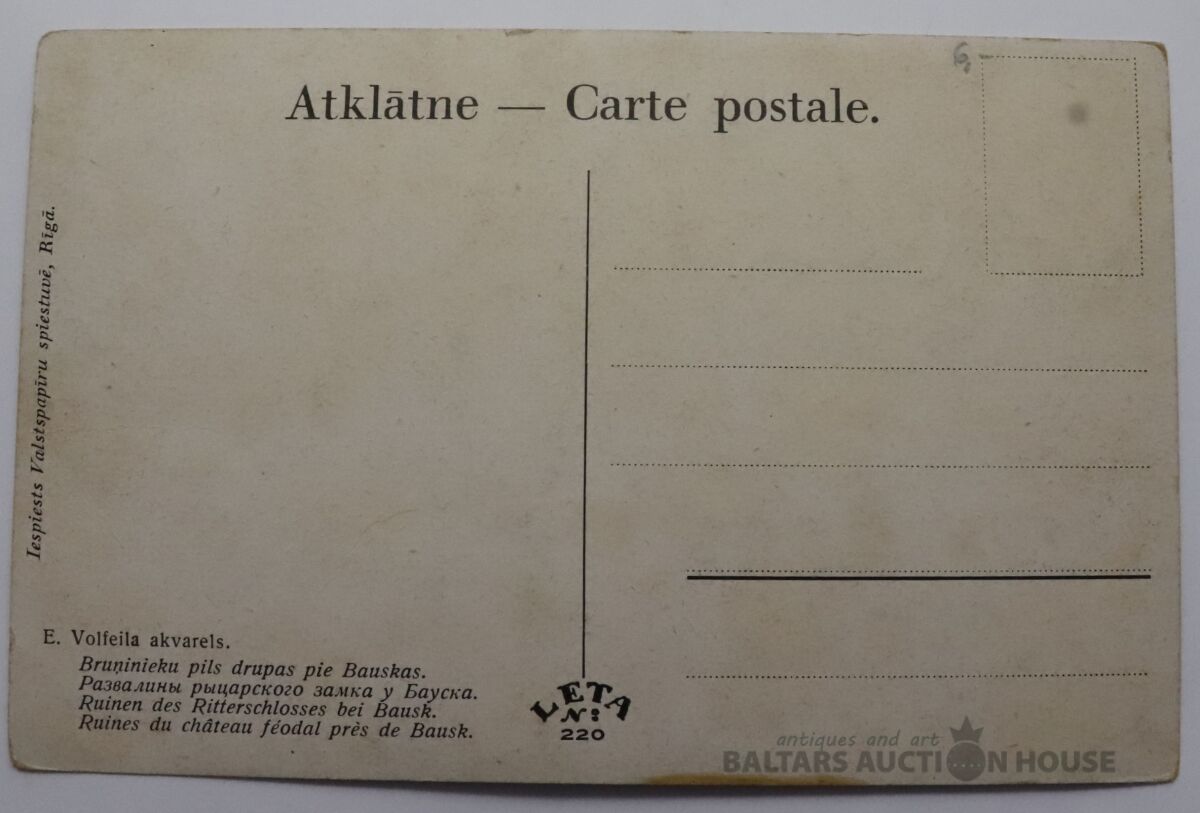 6,-
Atklātne — Carte postale.
Iespiests Valstspapīru spiestuvē, Rīgā.
E. Volfeila akvarels.
Bruņinieku pils drupas pie Bauskas.
Развалины рыцарского замка у Бауска.
Ruinen des Ritterschlosses bei Bausk.
Ruines du château féodal près de Bausk.
LETA
№:
220
antiques and art
BALTARS AUCTION HOUSE